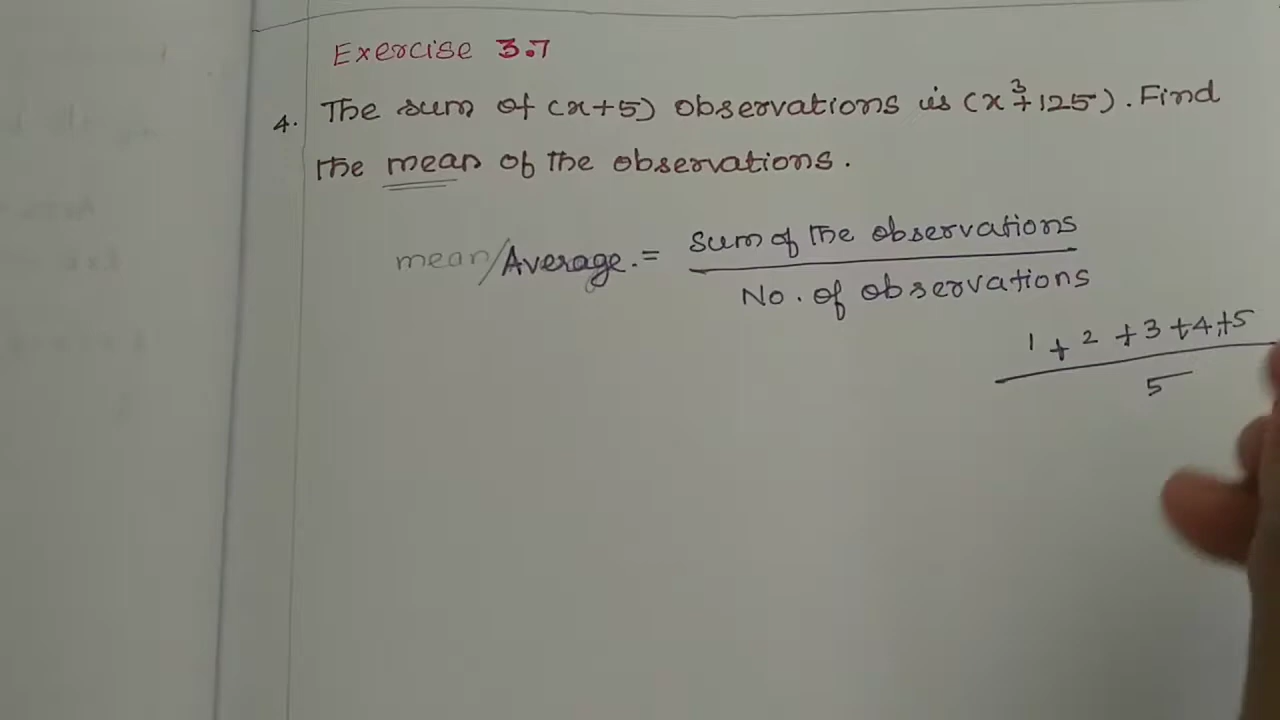 Exercise 3.7
4. The sum of (x+5) observations is (x³+125). Find
the mean of the observations.
mean/Average. = sum of the observations
No. of observations
1 + 2 + 3 + 4 + 5
5